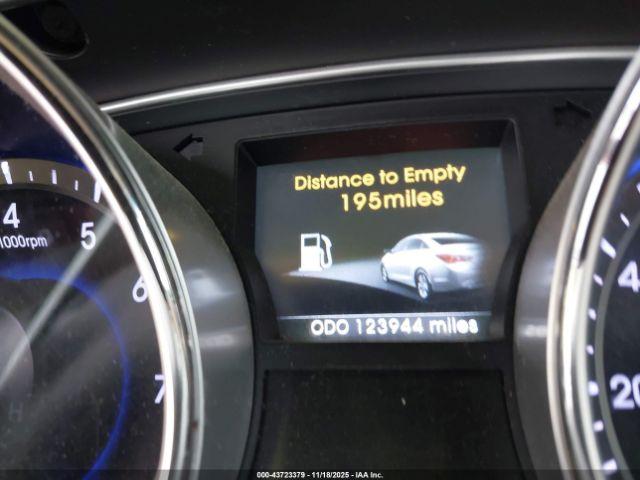 Distance to Empty
195miles
4
1000rpm
5
6
7
H
4
20
ODO 123944 miles
000-43723379 - 11/18/2025 - IAA Inc.